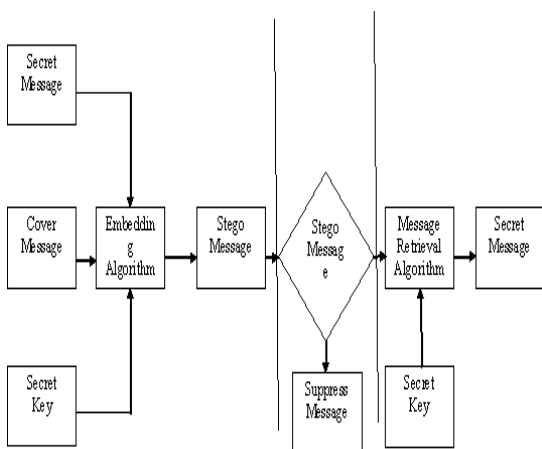 Secret
Message
Cover
Message
Embeddin
g
Algorithm
Stego
Message
Stego
Messag
e
Message
Retrieval
Algorithm
Secret
Message
Secret
Key
Suppress
Message
Secret
Key